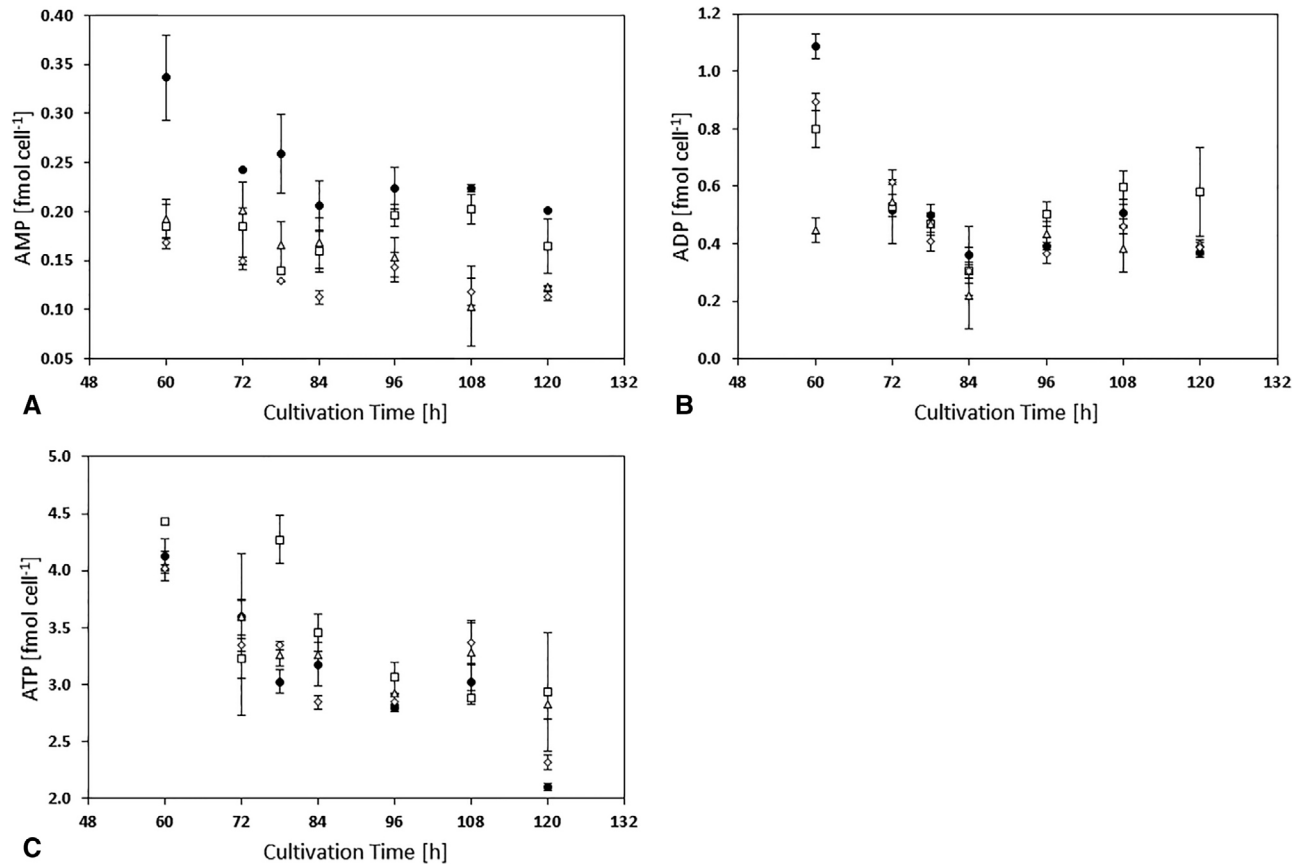 0.40
0.35
0.30
0.25
0.20
0.15
0.10
0.05
AMP [fmol cell-1]
48 60 72 84 96 108 120 132
Cultivation Time [h]
A
1.2
1.0
0.8
0.6
0.4
0.2
0.0
ADP [fmol cell-1]
48 60 72 84 96 108 120 132
Cultivation Time [h]
B
5.0
4.5
4.0
3.5
3.0
2.5
2.0
ATP [fmol cell-1]
48 60 72 84 96 108 120 132
Cultivation Time [h]
C